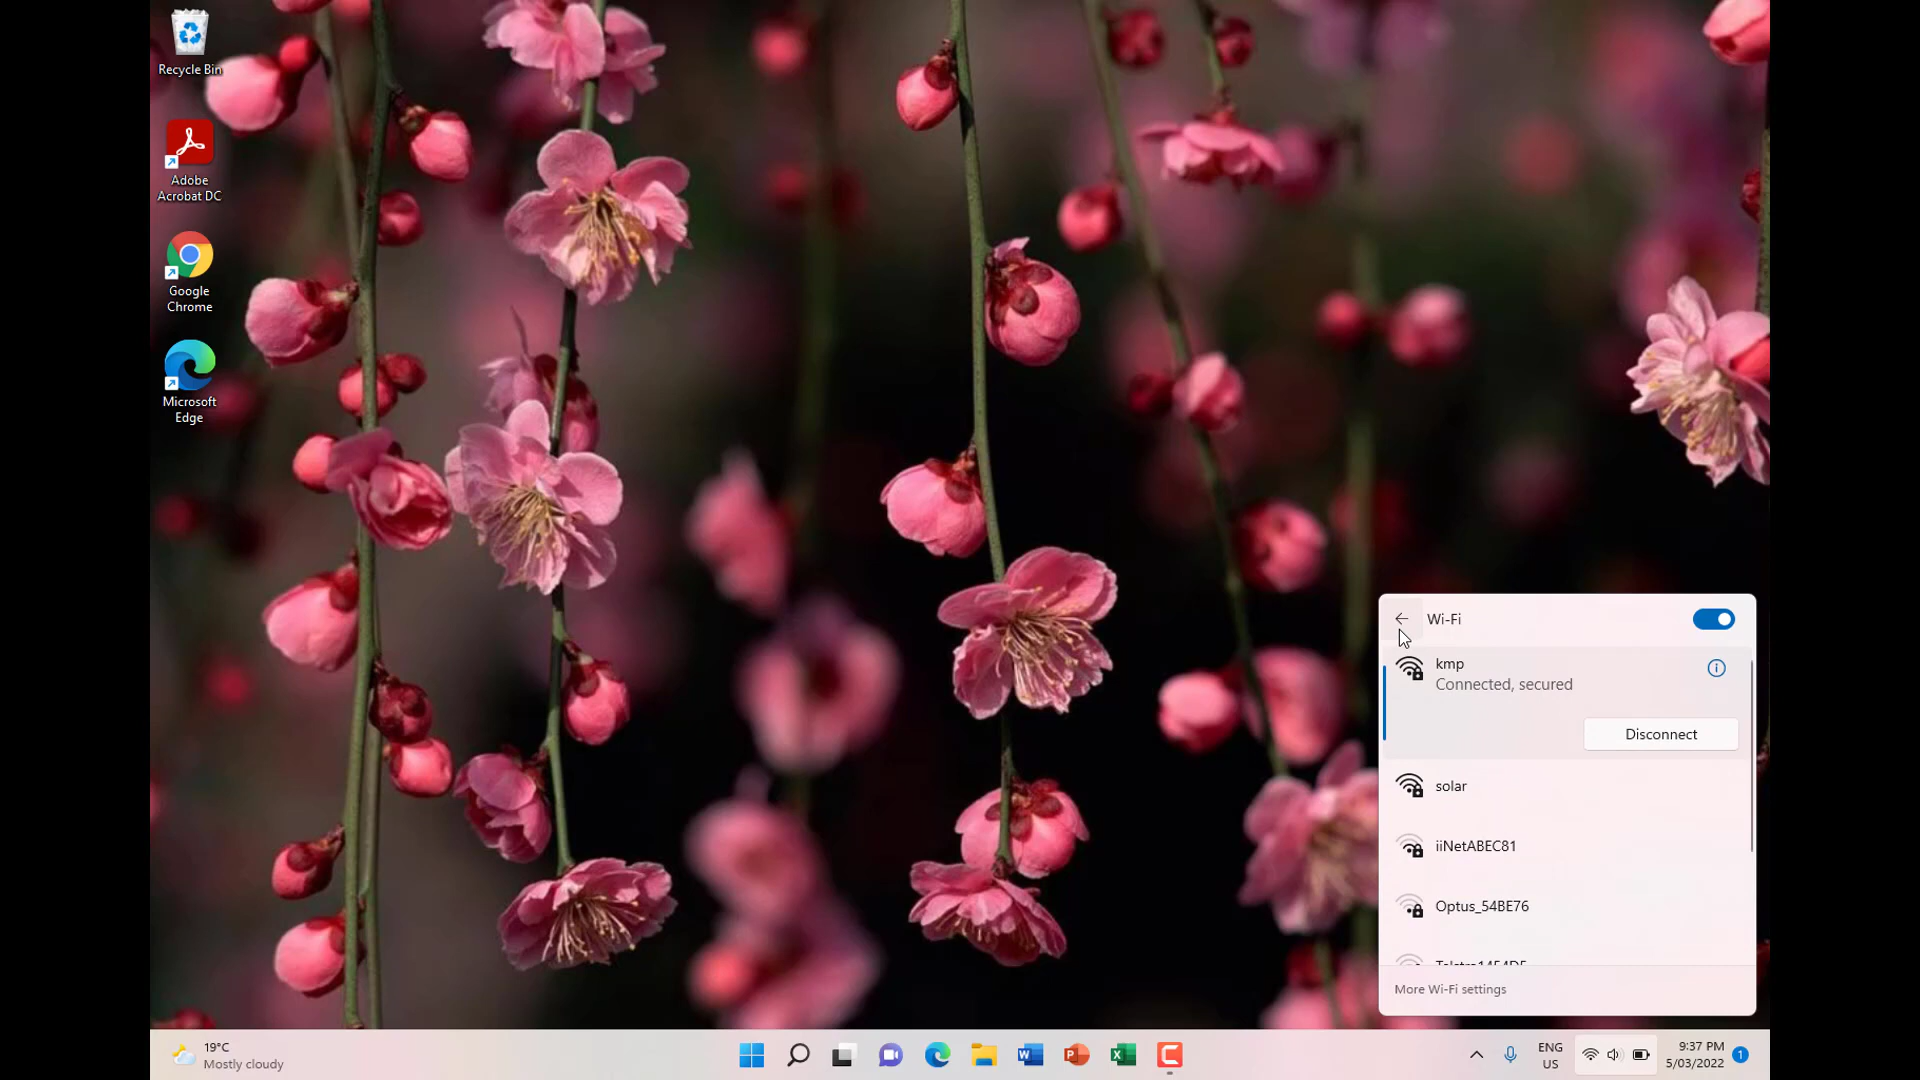 Recycle Bin
Adobe
Acrobat DC
Google
Chrome
Microsoft
Edge
Wi-Fi
kmp
Connected, secured
Disconnect
solar
iiNetABEC81
Optus_54BE76
More Wi-Fi settings
19°C
Mostly cloudy
ENG
US
9:37 PM
5/03/2022
1